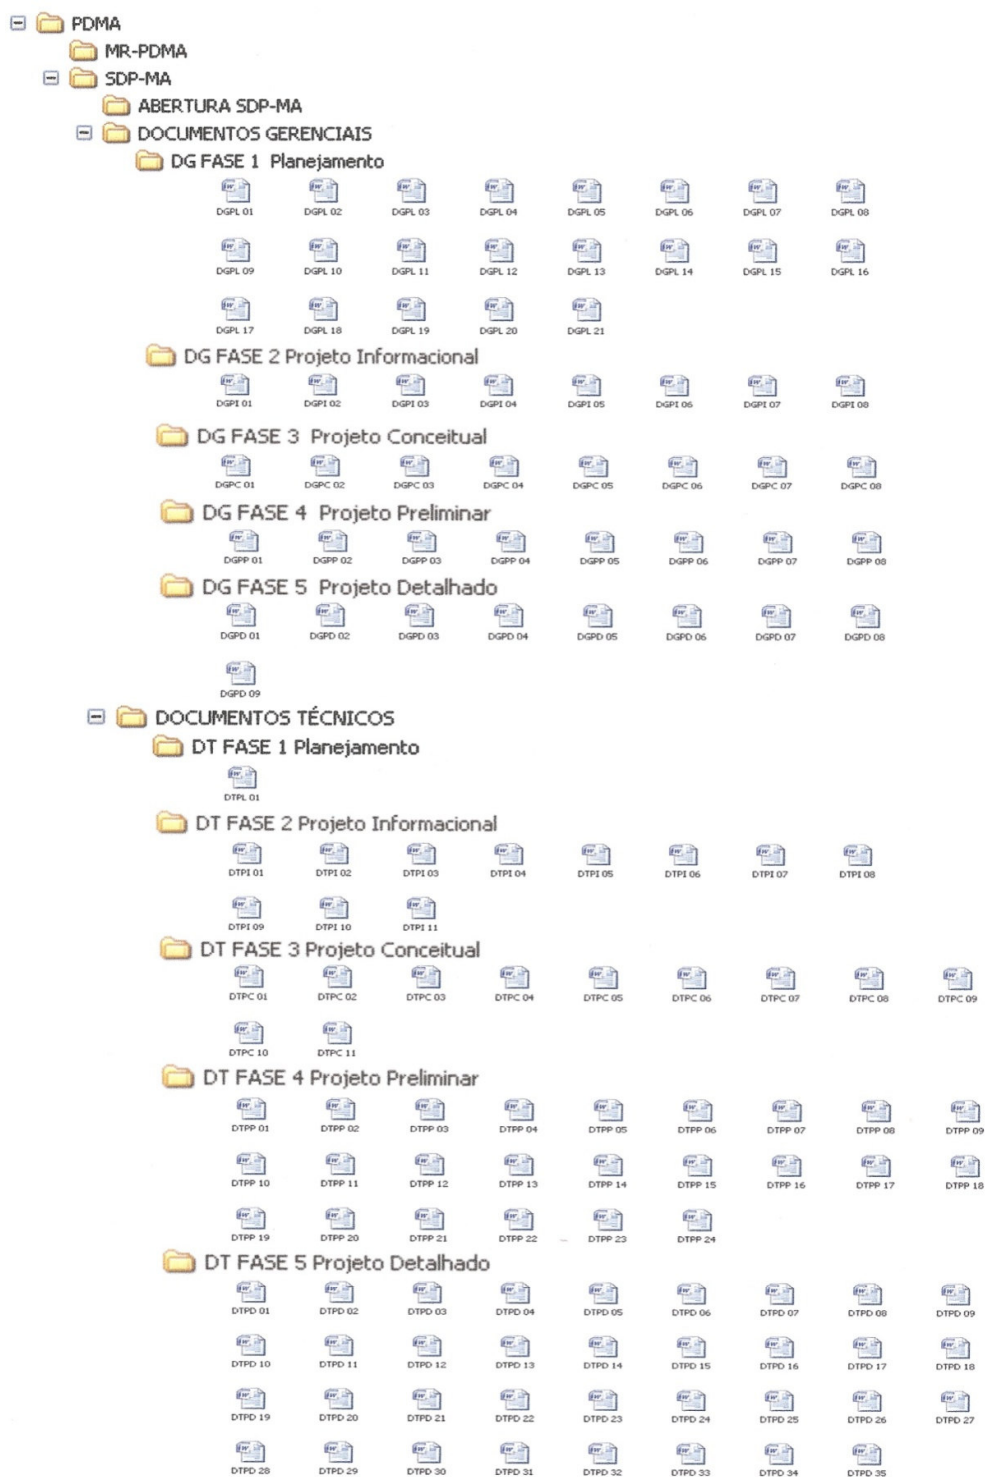 PDMA
MR-PDMA
SDP-MA
ABERTURA SDP-MA
DOCUMENTOS GERENCIAIS
DG FASE 1 Planejamento
DGPL 01 DGPL 02 DGPL 03 DGPL 04 DGPL 05 DGPL 06 DGPL 07 DGPL 08
DGPL 09 DGPL 10 DGPL 11 DGPL 12 DGPL 13 DGPL 14 DGPL 15 DGPL 16
DGPL 17 DGPL 18 DGPL 19 DGPL 20 DGPL 21
DG FASE 2 Projeto Informacional
DGPI 01 DGPI 02 DGPI 03 DGPI 04 DGPI 05 DGPI 06 DGPI 07 DGPI 08
DG FASE 3 Projeto Conceitual
DGPC 01 DGPC 02 DGPC 03 DGPC 04 DGPC 05 DGPC 06 DGPC 07 DGPC 08
DG FASE 4 Projeto Preliminar
DGPP 01 DGPP 02 DGPP 03 DGPP 04 DGPP 05 DGPP 06 DGPP 07 DGPP 08
DG FASE 5 Projeto Detalhado
DGPD 01 DGPD 02 DGPD 03 DGPD 04 DGPD 05 DGPD 06 DGPD 07 DGPD 08
DGPD 09
DOCUMENTOS TÉCNICOS
DT FASE 1 Planejamento
DTPL 01
DT FASE 2 Projeto Informacional
DTPI 01 DTPI 02 DTPI 03 DTPI 04 DTPI 05 DTPI 06 DTPI 07 DTPI 08
DTPI 09 DTPI 10 DTPI 11
DT FASE 3 Projeto Conceitual
DTPC 01 DTPC 02 DTPC 03 DTPC 04 DTPC 05 DTPC 06 DTPC 07 DTPC 08 DTPC 09
DTPC 10 DTPC 11
DT FASE 4 Projeto Preliminar
DTPP 01 DTPP 02 DTPP 03 DTPP 04 DTPP 05 DTPP 06 DTPP 07 DTPP 08 DTPP 09
DTPP 10 DTPP 11 DTPP 12 DTPP 13 DTPP 14 DTPP 15 DTPP 16 DTPP 17 DTPP 18
DTPP 19 DTPP 20 DTPP 21 DTPP 22 DTPP 23 DTPP 24
DT FASE 5 Projeto Detalhado
DTPD 01 DTPD 02 DTPD 03 DTPD 04 DTPD 05 DTPD 06 DTPD 07 DTPD 08 DTPD 09
DTPD 10 DTPD 11 DTPD 12 DTPD 13 DTPD 14 DTPD 15 DTPD 16 DTPD 17 DTPD 18
DTPD 19 DTPD 20 DTPD 21 DTPD 22 DTPD 23 DTPD 24 DTPD 25 DTPD 26 DTPD 27
DTPD 28 DTPD 29 DTPD 30 DTPD 31 DTPD 32 DTPD 33 DTPD 34 DTPD 35